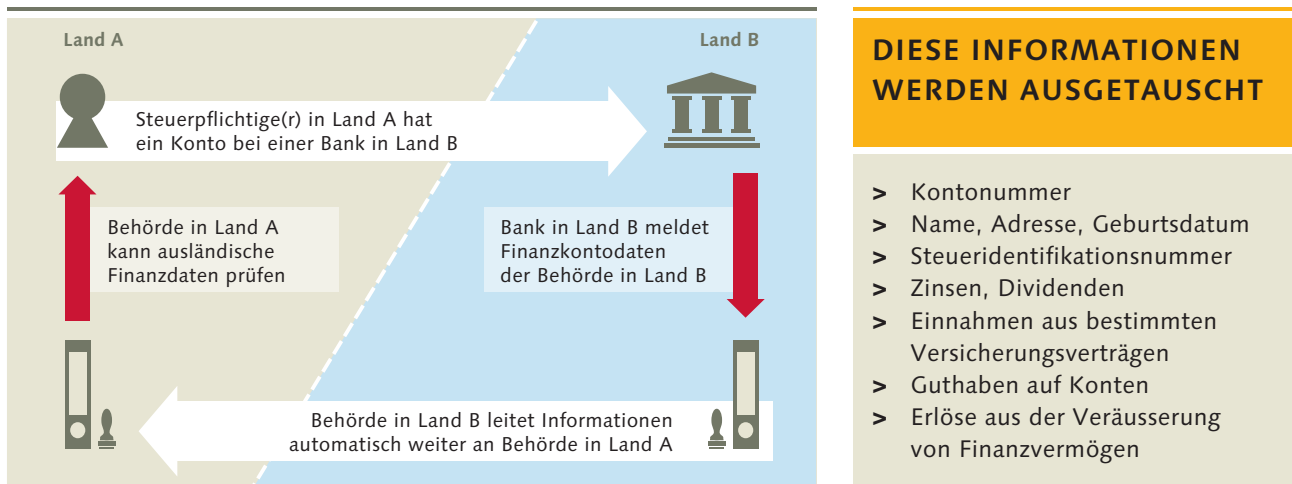 Land A
Land B
Steuerpflichtige(r) in Land A hat
ein Konto bei einer Bank in Land B
Behörde in Land A
kann ausländische
Finanzdaten prüfen
Bank in Land B meldet
Finanzkontodaten
der Behörde in Land B
Behörde in Land B leitet Informationen
automatisch weiter an Behörde in Land A
DIESE INFORMATIONEN
WERDEN AUSGETAUSCHT
> Kontonummer
> Name, Adresse, Geburtsdatum
> Steueridentifikationsnummer
> Zinsen, Dividenden
> Einnahmen aus bestimmten
Versicherungsverträgen
> Guthaben auf Konten
> Erlöse aus der Veräusserung
von Finanzvermögen